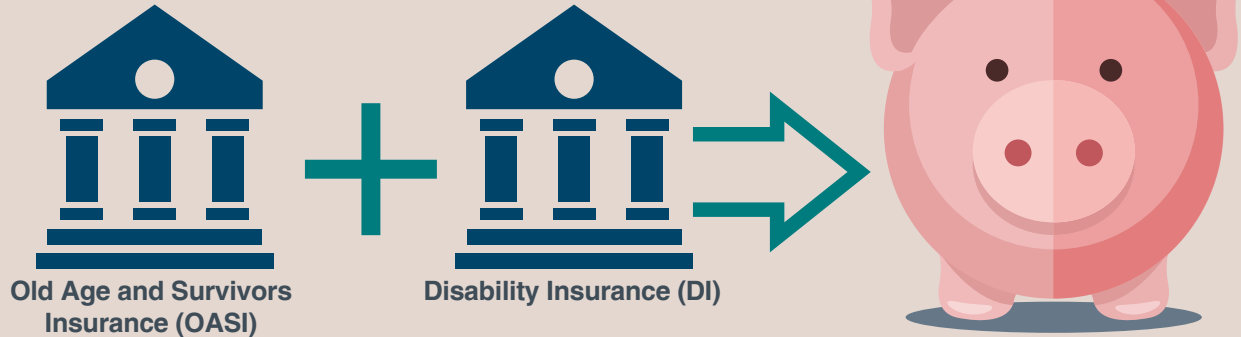 Old Age and Survivors
Insurance (OASI)
Disability Insurance (DI)